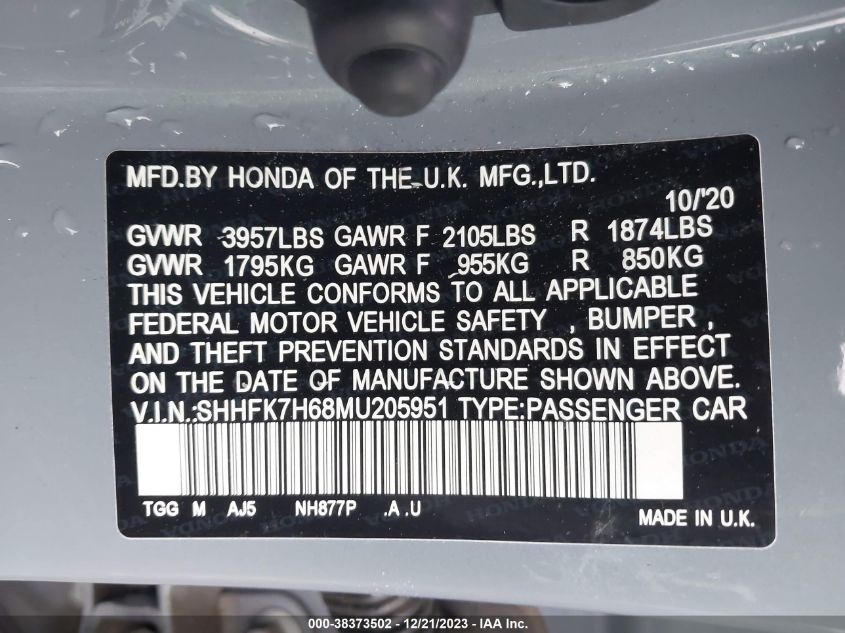 MFD.BY HONDA OF THE U.K. MFG.,LTD.
10/'20
GVWR 3957LBS GAWR F 2105LBS R 1874LBS
GVWR 1795KG GAWR F 955KG R 850KG
THIS VEHICLE CONFORMS TO ALL APPLICABLE
FEDERAL MOTOR VEHICLE SAFETY , BUMPER ,
AND THEFT PREVENTION STANDARDS IN EFFECT
ON THE DATE OF MANUFACTURE SHOWN ABOVE.
V.I.N.:SHHFK7H68MU205951 TYPE:PASSENGER CAR
TGG M AJ5 NH877P .A .U
MADE IN U.K.
000-38373502 - 12/21/2023 - IAA Inc.